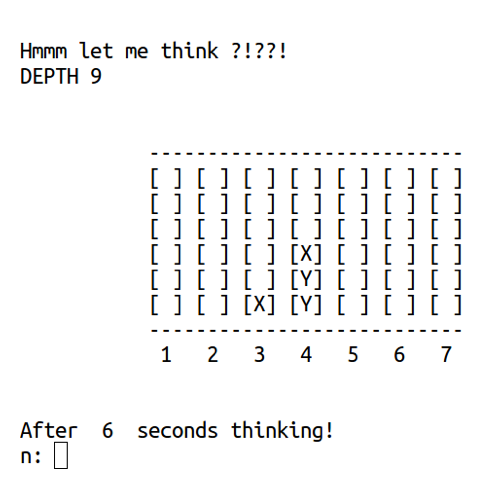 Hmmm let me think ?!??!
DEPTH 9
---------------------------
[ ] [ ] [ ] [ ] [ ] [ ] [ ]
[ ] [ ] [ ] [ ] [ ] [ ] [ ]
[ ] [ ] [ ] [ ] [ ] [ ] [ ]
[ ] [ ] [ ] [X] [ ] [ ] [ ]
[ ] [ ] [ ] [Y] [ ] [ ] [ ]
[ ] [ ] [X] [Y] [ ] [ ] [ ]
---------------------------
1 2 3 4 5 6 7
After 6 seconds thinking!
n: